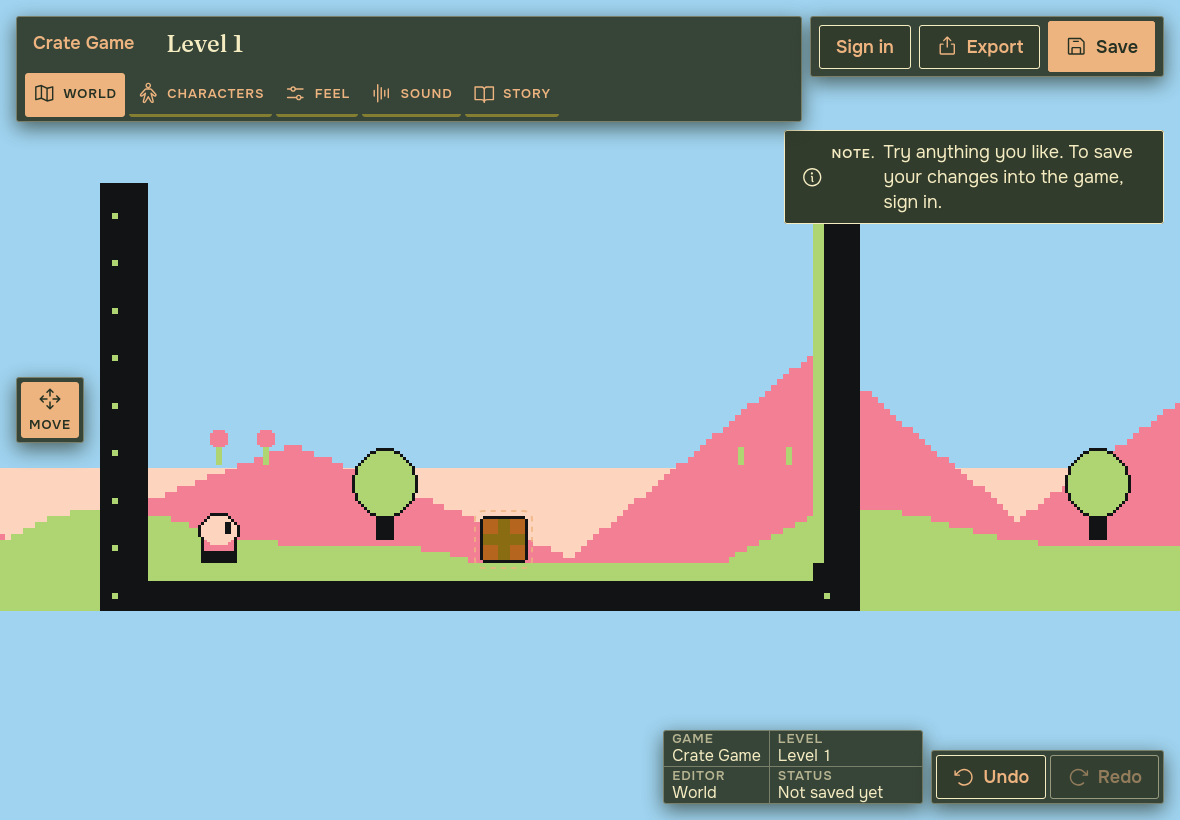 Crate Game
Level 1
Sign in
Export
Save
WORLD
CHARACTERS
FEEL
SOUND
STORY
NOTE. Try anything you like. To save
your changes into the game,
sign in.
MOVE
GAME
Crate Game
LEVEL
Level 1
EDITOR
World
STATUS
Not saved yet
Undo
Redo